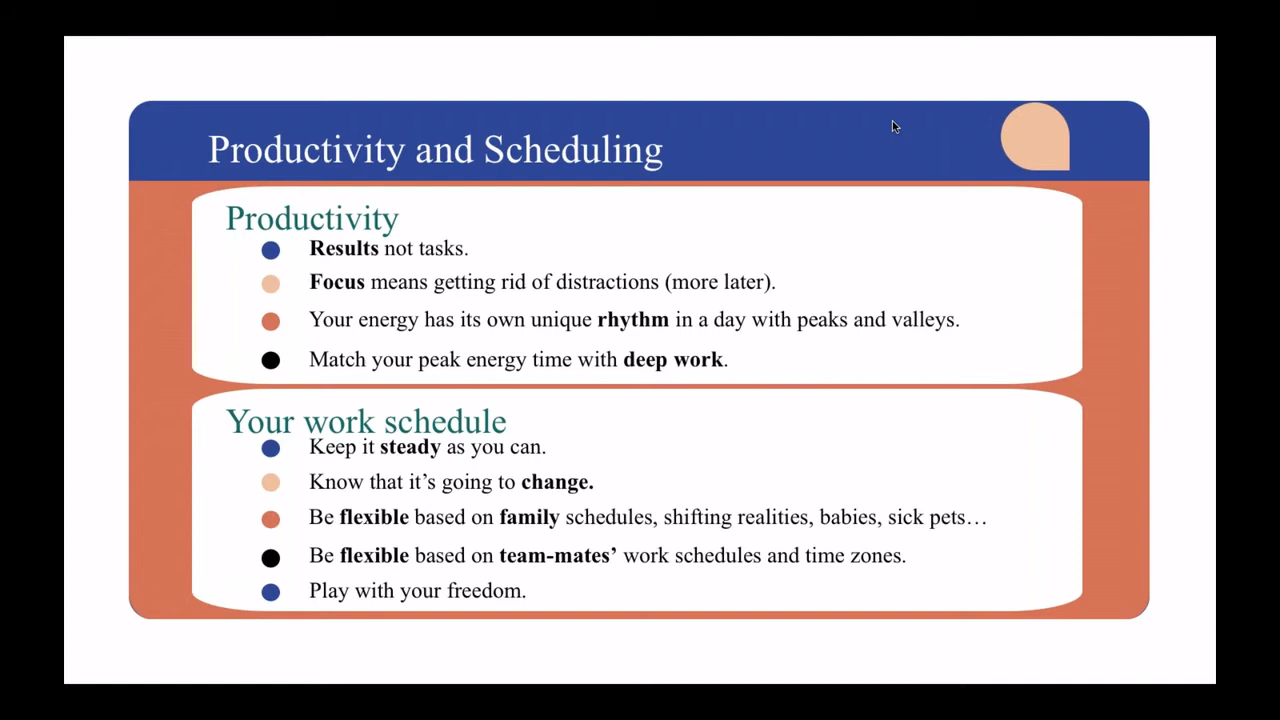 Productivity and Scheduling
Productivity
Results not tasks.
Focus means getting rid of distractions (more later).
Your energy has its own unique rhythm in a day with peaks and valleys.
Match your peak energy time with deep work.
Your work schedule
Keep it steady as you can.
Know that it’s going to change.
Be flexible based on family schedules, shifting realities, babies, sick pets…
Be flexible based on team-mates’ work schedules and time zones.
Play with your freedom.